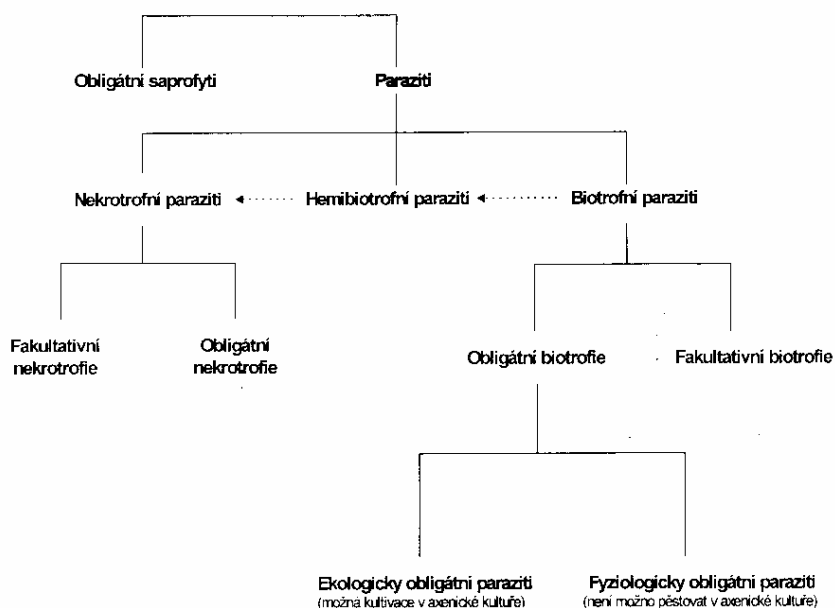 Obligátní saprofyti
Paraziti
Nekrotrofní paraziti
Hemibiotrofní paraziti
Biotrofní paraziti
Fakultativní
nekrotrofie
Obligátní
nekrotrofie
Obligátní biotrofie
Fakultativní biotrofie
Ekologicky obligátní paraziti
(možná kultivace v axenické kultuře)
Fyziologicky obligátní paraziti
(není možno pěstovat v axenické kultuře)